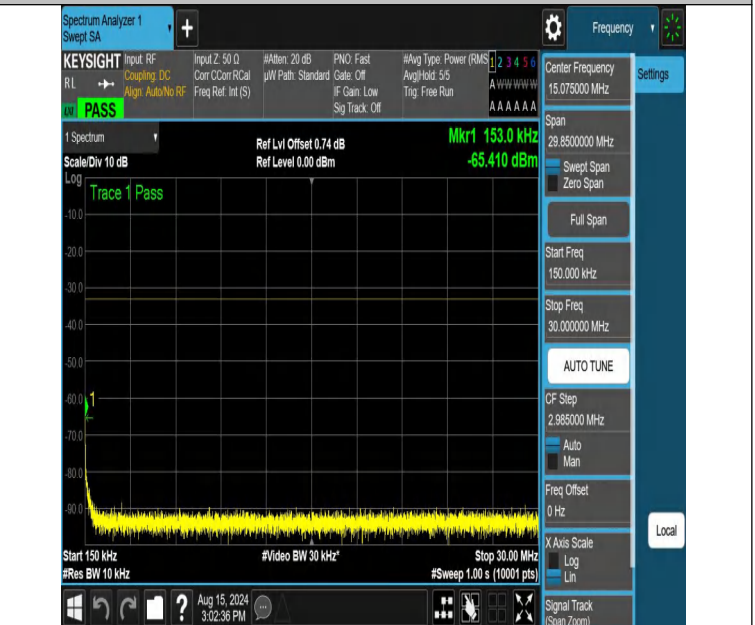 Spectrum Analyzer 1
Swept SA
+
Frequency
KEYSIGHT
RL
PASS
Input: RF
Coupling: DC
Align: Auto/No RF
Input Z: 50 Ω
Corr CCorr RCal
Freq Ref: Int (S)
#Atten: 20 dB
µW Path: Standard
PNO: Fast
Gate: Off
IF Gain: Low
Sig Track: Off
#Avg Type: Power (RMS
Avg|Hold: 5/5
Trig: Free Run
1 2 3 4 5 6
A W W W W W
A A A A A A
1 Spectrum
Scale/Div 10 dB
Ref Lvl Offset 0.74 dB
Ref Level 0.00 dBm
Mkr1 153.0 kHz
-65.410 dBm
Log
Trace 1 Pass
-10.0
-20.0
-30.0
-40.0
-50.0
-60.0
-70.0
-80.0
-90.0
1
Start 150 kHz
#Res BW 10 kHz
#Video BW 30 kHz*
Stop 30.00 MHz
#Sweep 1.00 s (10001 pts)
Aug 15, 2024
3:02:36 PM
Center Frequency
15.075000 MHz
Settings
Span
29.8500000 MHz
Swept Span
Zero Span
Full Span
Start Freq
150.000 kHz
Stop Freq
30.000000 MHz
AUTO TUNE
CF Step
2.985000 MHz
Auto
Man
Freq Offset
0 Hz
X Axis Scale
Log
Lin
Local
Signal Track
(Span Zoom)